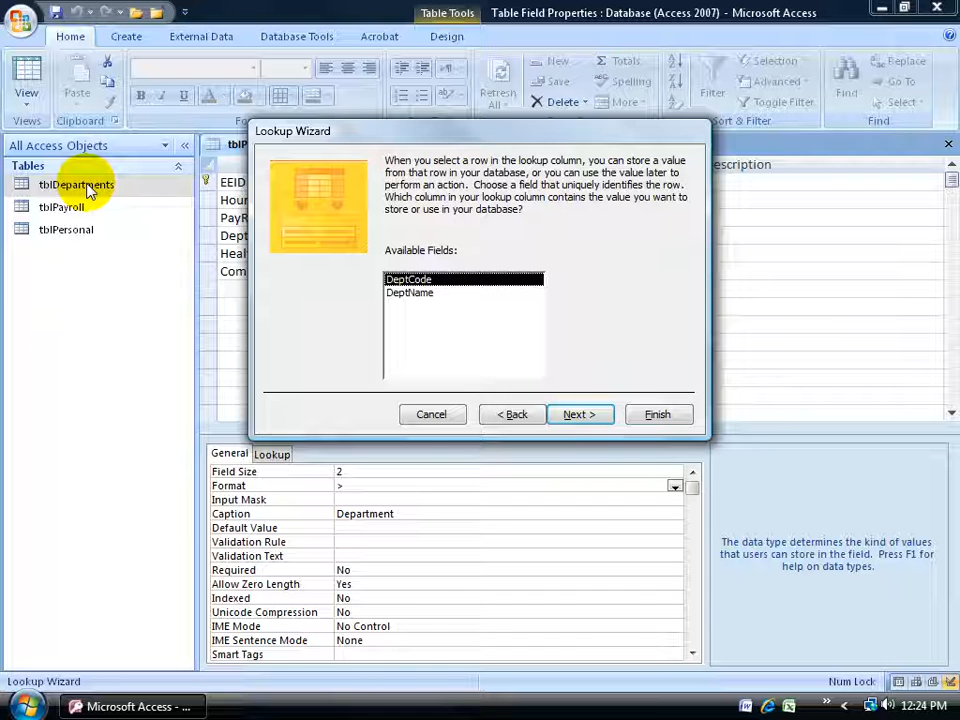 Table Tools
Table Field Properties : Database (Access 2007) - Microsoft Access
Home
Create
External Data
Database Tools
Acrobat
Design
View
Views
Paste
Clipboard
B I U A
Refresh All
New
Save
Delete
Totals
Spelling
More
Filter
Selection
Advanced
Toggle Filter
Sort & Filter
Find
Replace
Go To
Select
Find
All Access Objects
Tables
tblDepartments
tblPayroll
tblPersonal
tblP
EEID
Hour
PayR
Dept
Healt
Com
Description
Lookup Wizard
When you select a row in the lookup column, you can store a value
from that row in your database, or you can use the value later to
perform an action. Choose a field that uniquely identifies the row.
Which column in your lookup column contains the value you want to
store or use in your database?
Available Fields:
DeptCode
DeptName
Cancel
< Back
Next >
Finish
General
Lookup
Field Size 2
Format >
Input Mask
Caption Department
Default Value
Validation Rule
Validation Text
Required No
Allow Zero Length Yes
Indexed No
Unicode Compression No
IME Mode No Control
IME Sentence Mode None
Smart Tags
The data type determines the kind of values
that users can store in the field. Press F1 for
help on data types.
Lookup Wizard
Num Lock
Microsoft Access - ...
12:24 PM